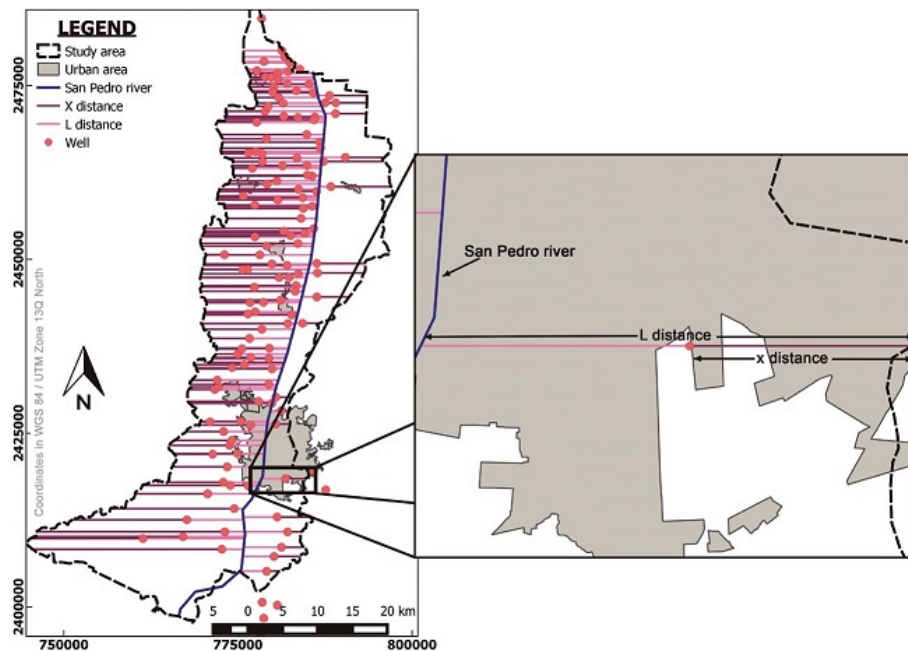 LEGEND
Study area
Urban area
San Pedro river
X distance
L distance
Well
2475000
2450000
2425000
2400000
Coordinates in WGS 84 / UTM Zone 13Q North
N
San Pedro river
L distance
x distance
5 0 5 10 15 20 km
750000 775000 800000